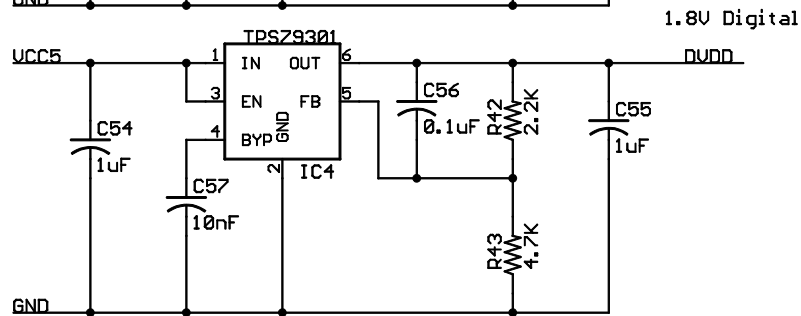 GND
1.8V Digital
TPS79301
VCC5
1
IN
OUT
6
DVDD
3
EN
FB
5
C56
0.1uF
R42
2.2K
C55
1uF
C54
1uF
4
BYP
GND
2
IC4
C57
10nF
R43
4.7K
GND